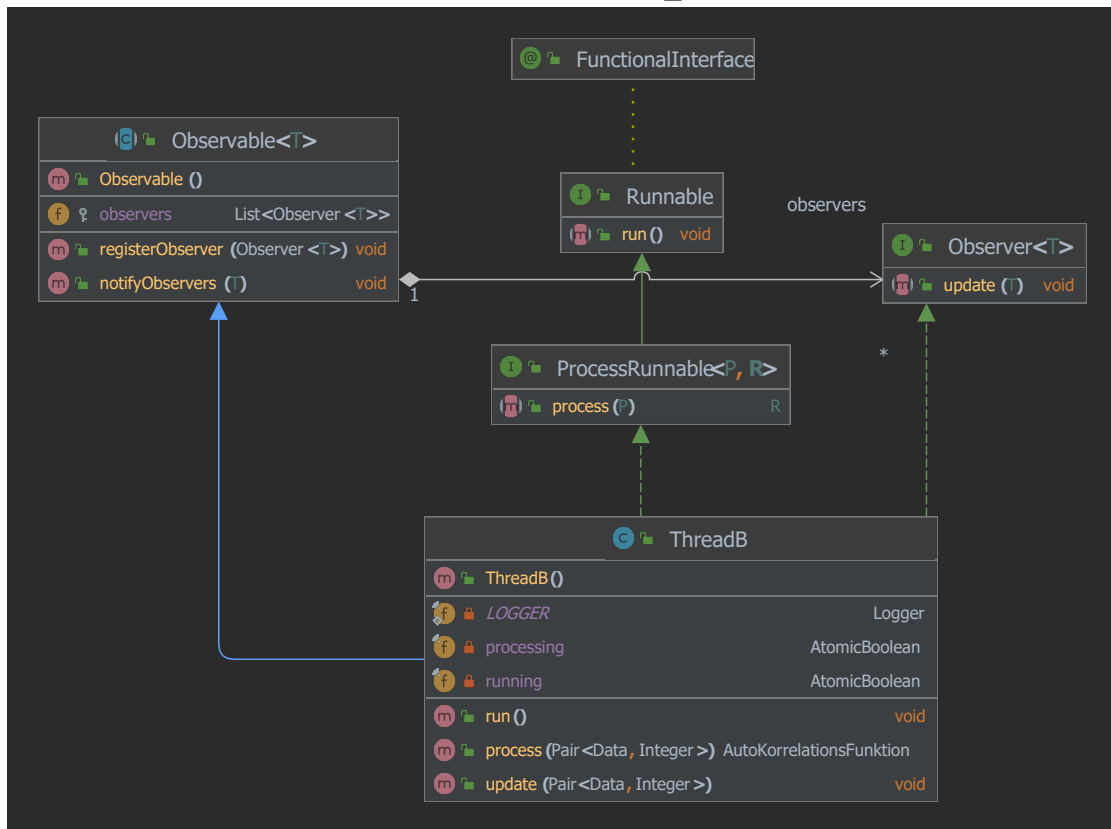 FunctionalInterface
Observable<T>
Observable ()
observers List<Observer <T>>
registerObserver (Observer <T>) void
notifyObservers (T) void
1
Runnable
run() void
observers
Observer<T>
update (T) void
*
ProcessRunnable<P, R>
process (P) R
ThreadB
ThreadB()
LOGGER Logger
processing AtomicBoolean
running AtomicBoolean
run() void
process (Pair<Data, Integer>) AutoKorrelationsFunktion
update (Pair<Data, Integer>) void